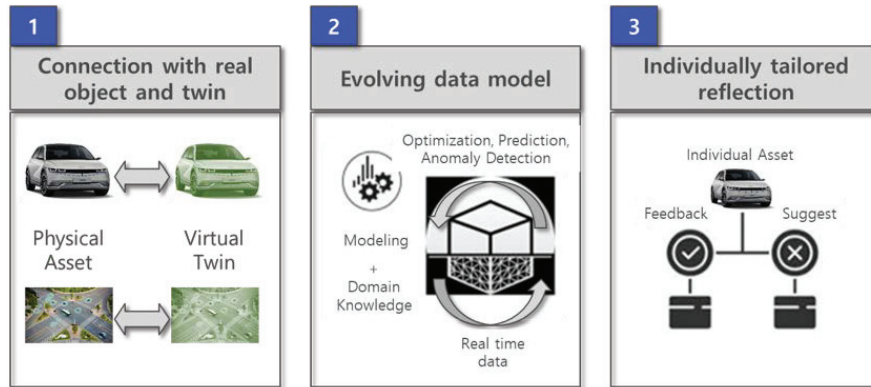 1
Connection with real
object and twin
Physical
Asset
Virtual
Twin
2
Evolving data model
Optimization, Prediction,
Anomaly Detection
Modeling
+
Domain
Knowledge
Real time
data
3
Individually tailored
reflection
Individual Asset
Feedback
Suggest